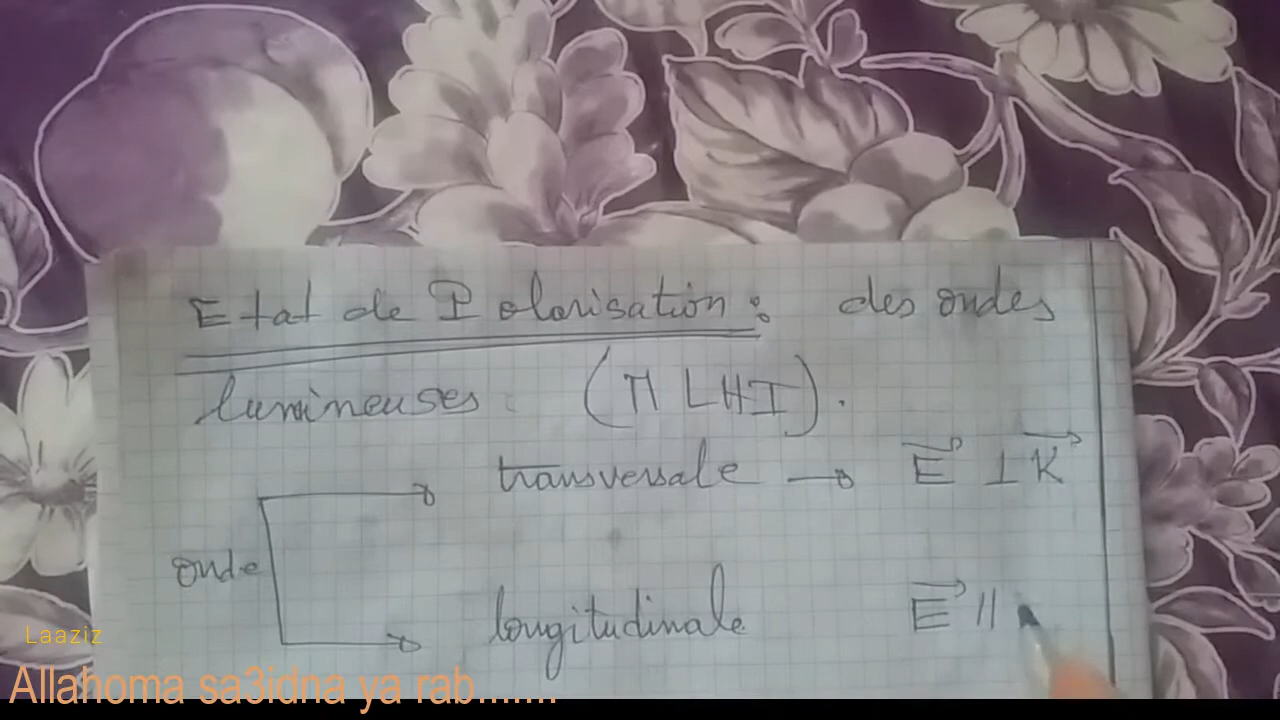 Etat de Polarisation : des ondes
lumineuses (MLHI).
transversale → E⃗ ⊥ K⃗
onde
longitudinale E⃗ //
Laaziz
Allahoma sa3idna ya rab.......